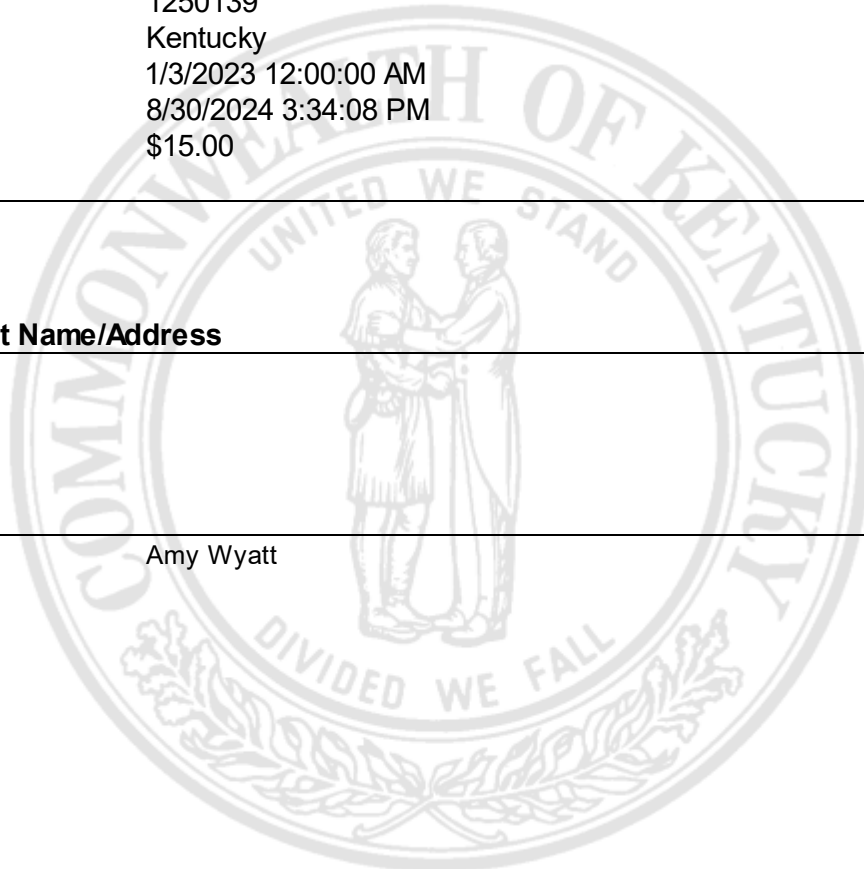 1250139
Kentucky
1/3/2023 12:00:00 AM
8/30/2024 3:34:08 PM
$15.00
COMMONWEALTH OF KENTUCKY
UNITED WE STAND
t Name/Address
Amy Wyatt
DIVIDED WE FALL